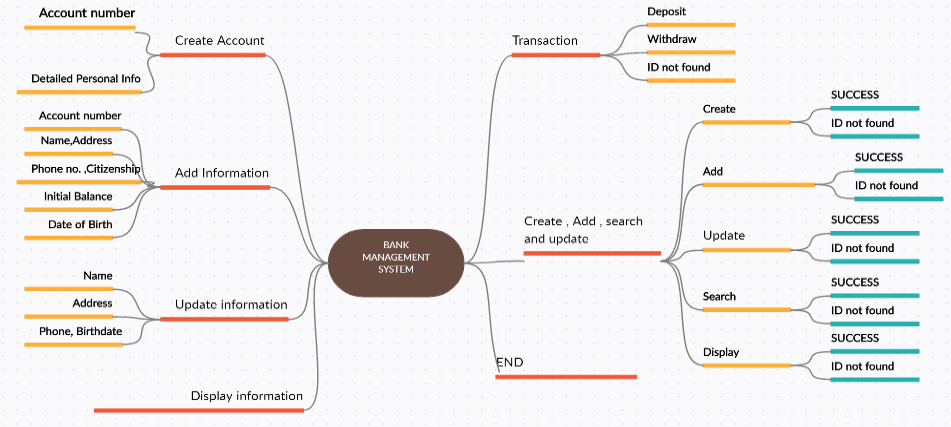 Account number
Create Account
Detailed Personal Info
Account number
Name,Address
Phone no. ,Citizenship
Add Information
Initial Balance
Date of Birth
Name
Address
Update information
Phone, Birthdate
Display information
BANK
MANAGEMENT
SYSTEM
Transaction
Deposit
Withdraw
ID not found
Create , Add , search
and update
Create
SUCCESS
ID not found
Add
SUCCESS
ID not found
Update
SUCCESS
ID not found
Search
SUCCESS
ID not found
Display
SUCCESS
ID not found
END